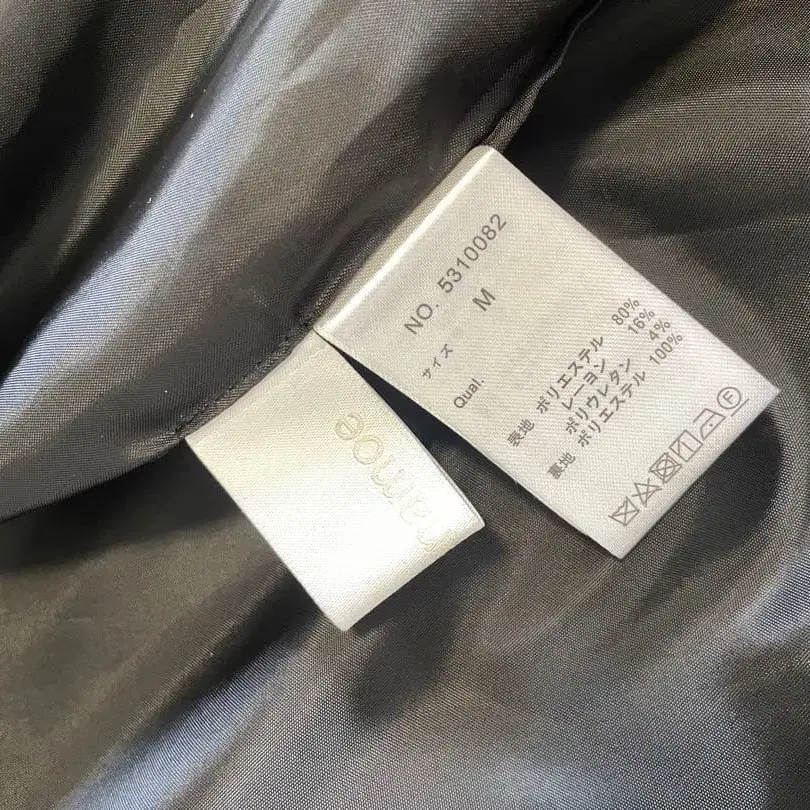 NO. 5310082
サイズ M
Qual.
表地 ポリエステル 80%
レーヨン 16%
ポリウレタン 4%
裏地 ポリエステル 100%
F